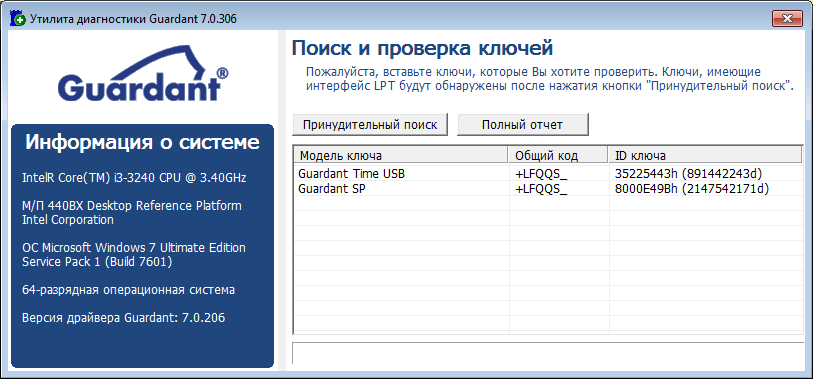 Утилита диагностики Guardant 7.0.306
Guardant®
Информация о системе
IntelR Core(TM) i3-3240 CPU @ 3.40GHz
М/П 440BX Desktop Reference Platform
Intel Corporation
ОС Microsoft Windows 7 Ultimate Edition
Service Pack 1 (Build 7601)
64-разрядная операционная система
Версия драйвера Guardant: 7.0.206
Поиск и проверка ключей
Пожалуйста, вставьте ключи, которые Вы хотите проверить. Ключи, имеющие
интерфейс LPT будут обнаружены после нажатия кнопки "Принудительный поиск".
Принудительный поиск Полный отчет
Модель ключа Общий код ID ключа
Guardant Time USB +LFQQS_ 35225443h (891442243d)
Guardant SP +LFQQS_ 8000E49Bh (2147542171d)